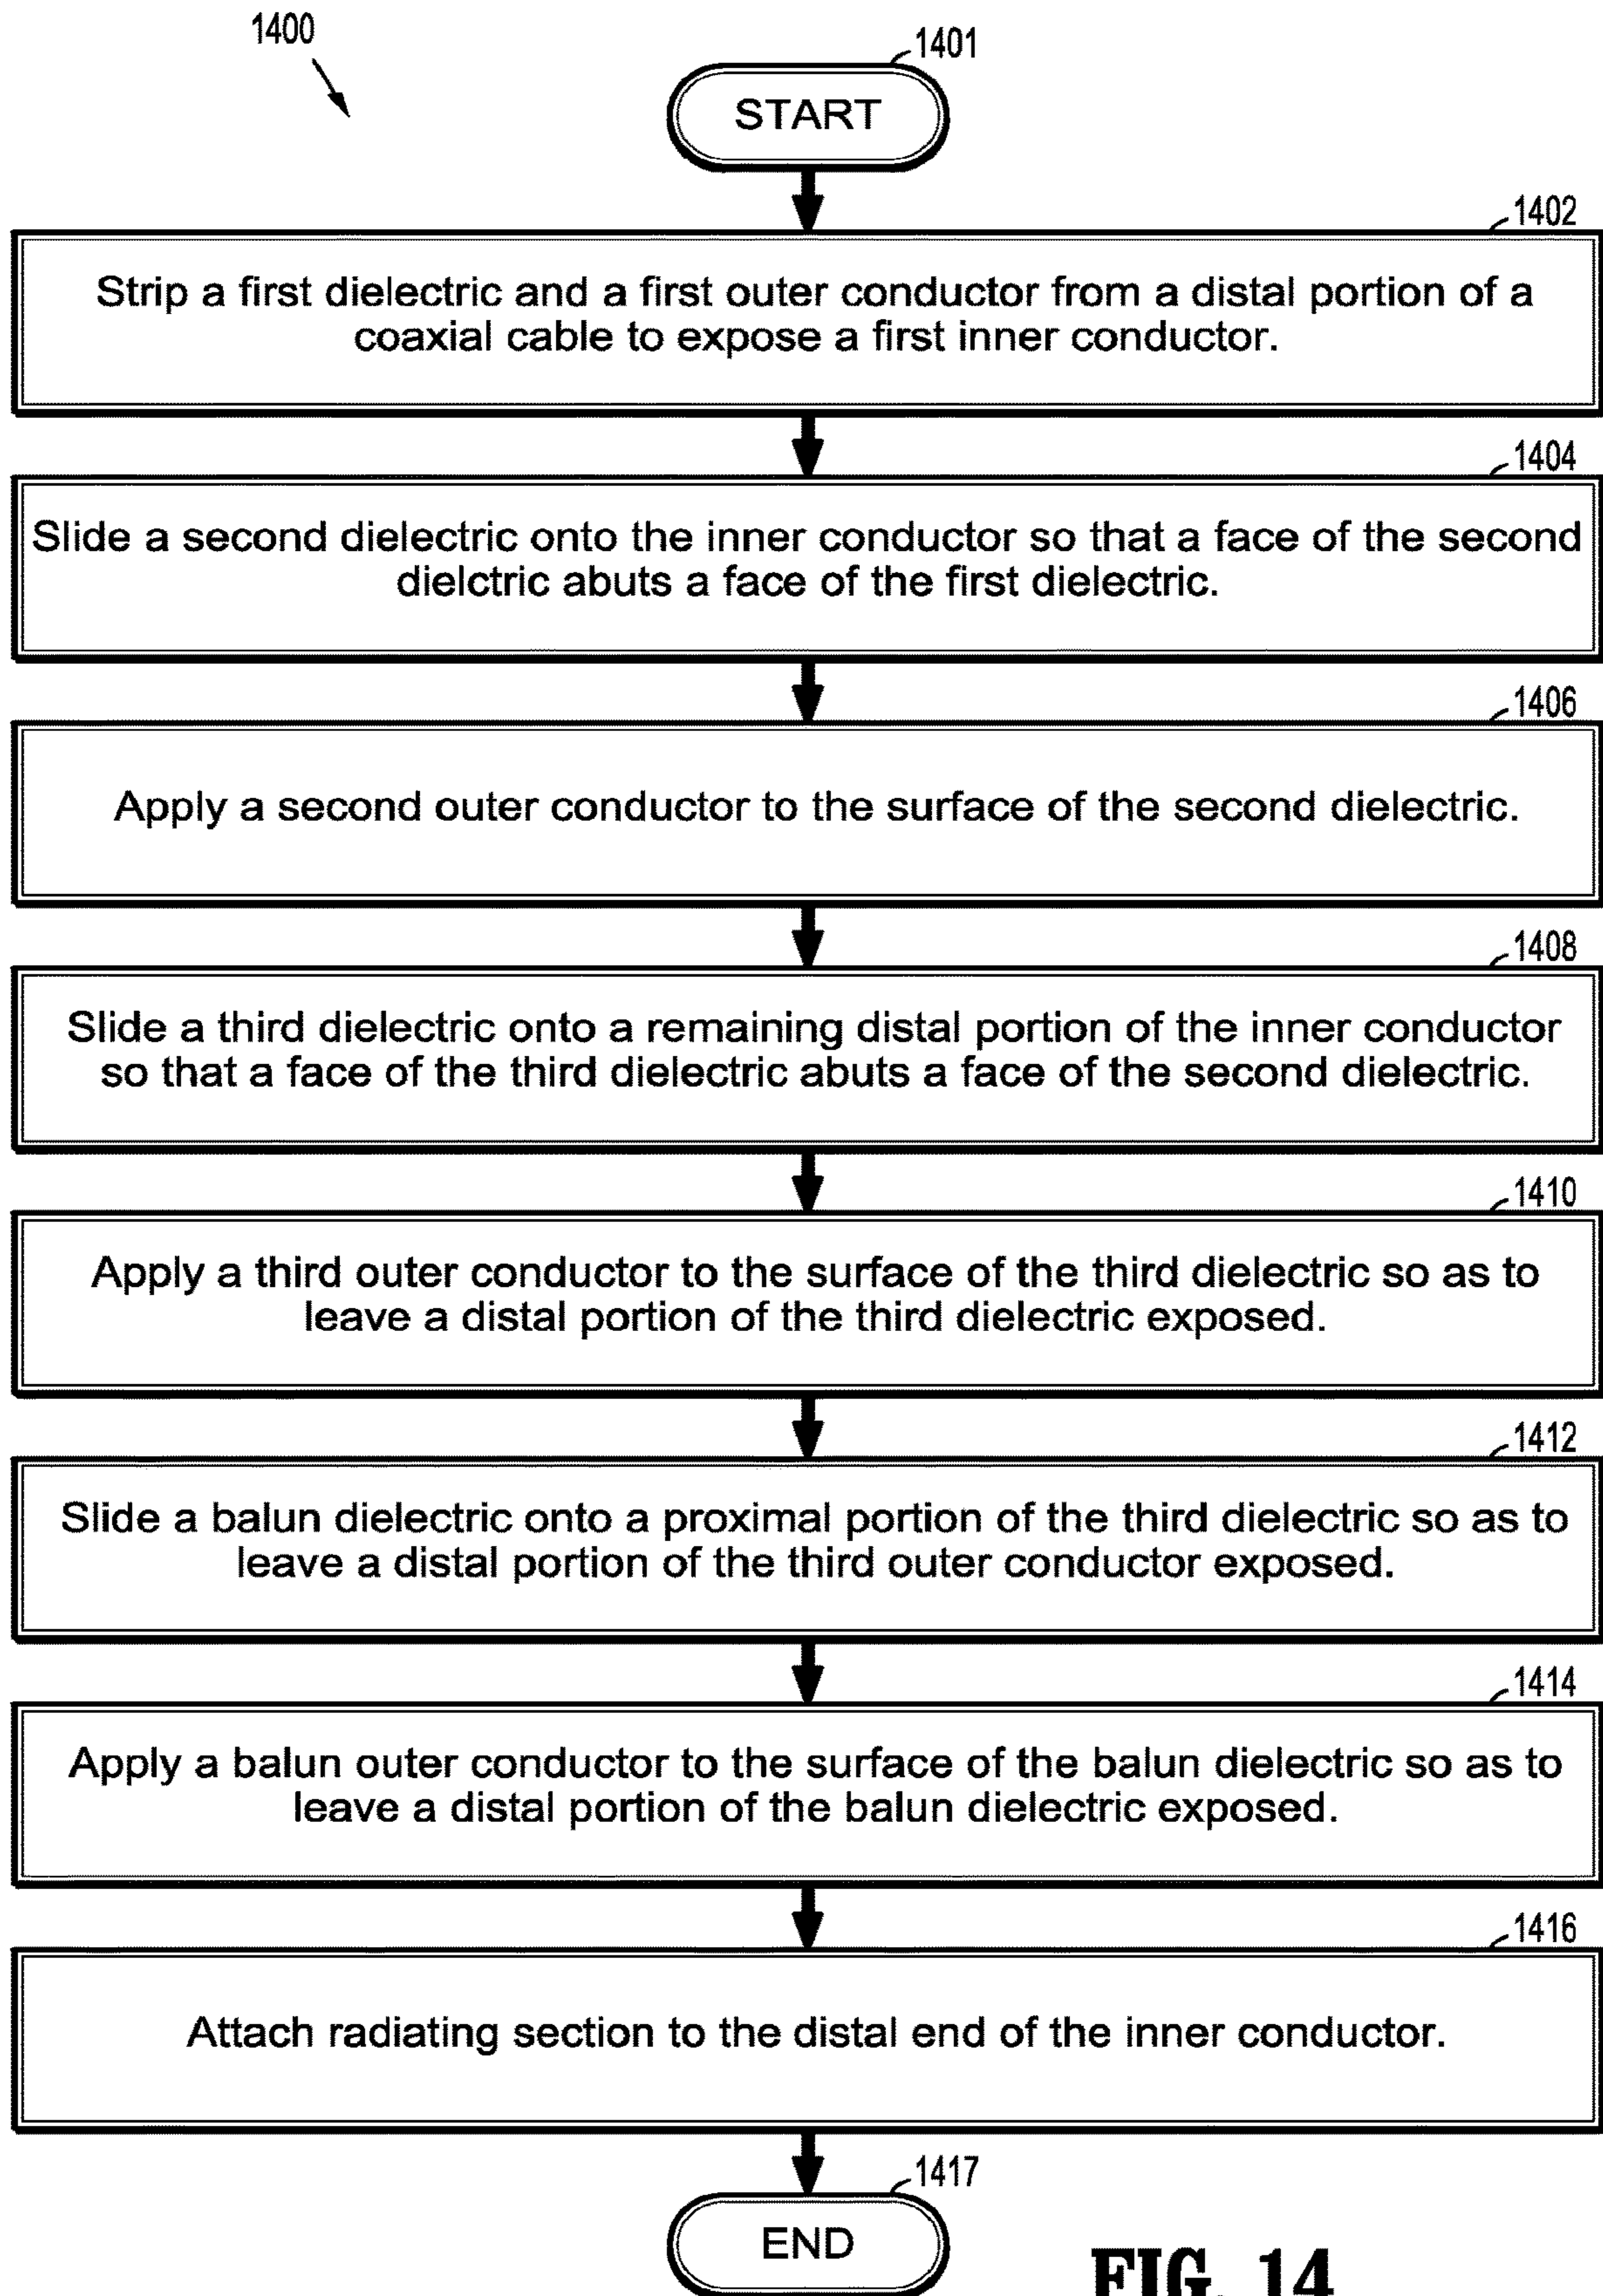 1400
1401
START
1402
Strip a first dielectric and a first outer conductor from a distal portion of a
coaxial cable to expose a first inner conductor.
1404
Slide a second dielectric onto the inner conductor so that a face of the second
dielctric abuts a face of the first dielectric.
1406
Apply a second outer conductor to the surface of the second dielectric.
1408
Slide a third dielectric onto a remaining distal portion of the inner conductor
so that a face of the third dielectric abuts a face of the second dielectric.
1410
Apply a third outer conductor to the surface of the third dielectric so as to
leave a distal portion of the third dielectric exposed.
1412
Slide a balun dielectric onto a proximal portion of the third dielectric so as to
leave a distal portion of the third outer conductor exposed.
1414
Apply a balun outer conductor to the surface of the balun dielectric so as to
leave a distal portion of the balun dielectric exposed.
1416
Attach radiating section to the distal end of the inner conductor.
1417
END
FIG. 14